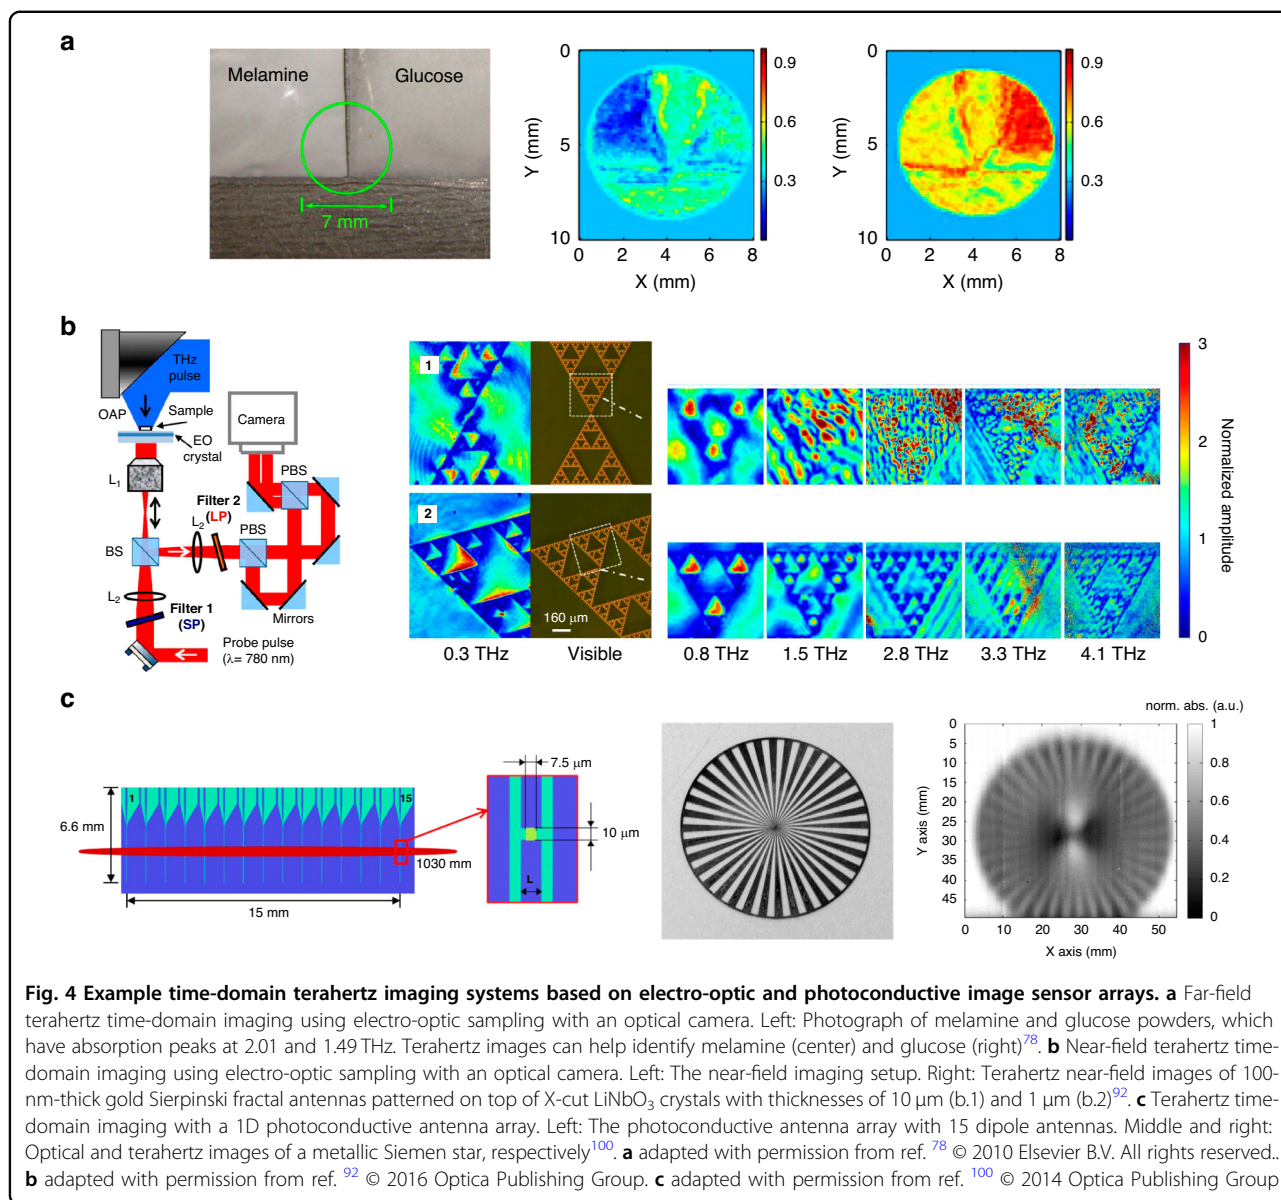 a
Melamine
Glucose
7 mm
0
5
10
Y (mm)
0 2 4 6 8
X (mm)
0.9
0.6
0.3
0
5
10
Y (mm)
0 2 4 6 8
X (mm)
0.9
0.6
0.3
b
THz
pulse
OAP
Sample
EO
crystal
L1
Camera
PBS
Filter 2
(LP)
L2
PBS
BS
L2
Filter 1
(SP)
Mirrors
Probe pulse
(λ= 780 nm)
1
2
160 μm
0.3 THz
Visible
0.8 THz
1.5 THz
2.8 THz
3.3 THz
4.1 THz
3
2
1
0
Normalized amplitude
c
1
15
6.6 mm
1030 mm
15 mm
7.5 μm
10 μm
L
norm. abs. (a.u.)
0
5
10
15
20
25
30
35
40
45
Y axis (mm)
0 10 20 30 40 50
X axis (mm)
1
0.8
0.6
0.4
0.2
0
Fig. 4 Example time-domain terahertz imaging systems based on electro-optic and photoconductive image sensor arrays. a Far-field
terahertz time-domain imaging using electro-optic sampling with an optical camera. Left: Photograph of melamine and glucose powders, which
have absorption peaks at 2.01 and 1.49 THz. Terahertz images can help identify melamine (center) and glucose (right)78. b Near-field terahertz time-
domain imaging using electro-optic sampling with an optical camera. Left: The near-field imaging setup. Right: Terahertz near-field images of 100-
nm-thick gold Sierpinski fractal antennas patterned on top of X-cut LiNbO3 crystals with thicknesses of 10 μm (b.1) and 1 μm (b.2)92. c Terahertz time-
domain imaging with a 1D photoconductive antenna array. Left: The photoconductive antenna array with 15 dipole antennas. Middle and right:
Optical and terahertz images of a metallic Siemen star, respectively100. a adapted with permission from ref. 78 © 2010 Elsevier B.V. All rights reserved..
b adapted with permission from ref. 92 © 2016 Optica Publishing Group. c adapted with permission from ref. 100 © 2014 Optica Publishing Group